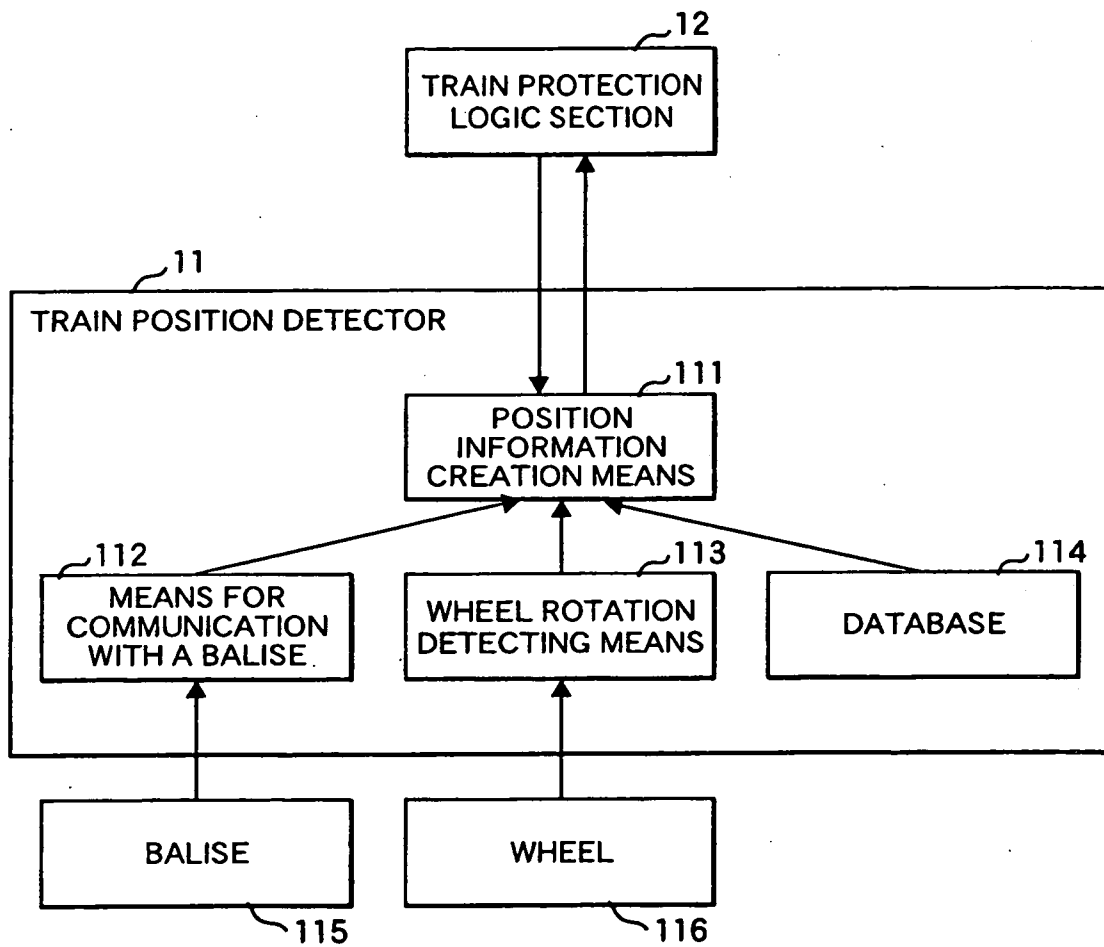 12
TRAIN PROTECTION
LOGIC SECTION
11
TRAIN POSITION DETECTOR
111
POSITION
INFORMATION
CREATION MEANS
112
MEANS FOR
COMMUNICATION
WITH A BALISE
113
WHEEL ROTATION
DETECTING MEANS
114
DATABASE
BALISE
115
WHEEL
116